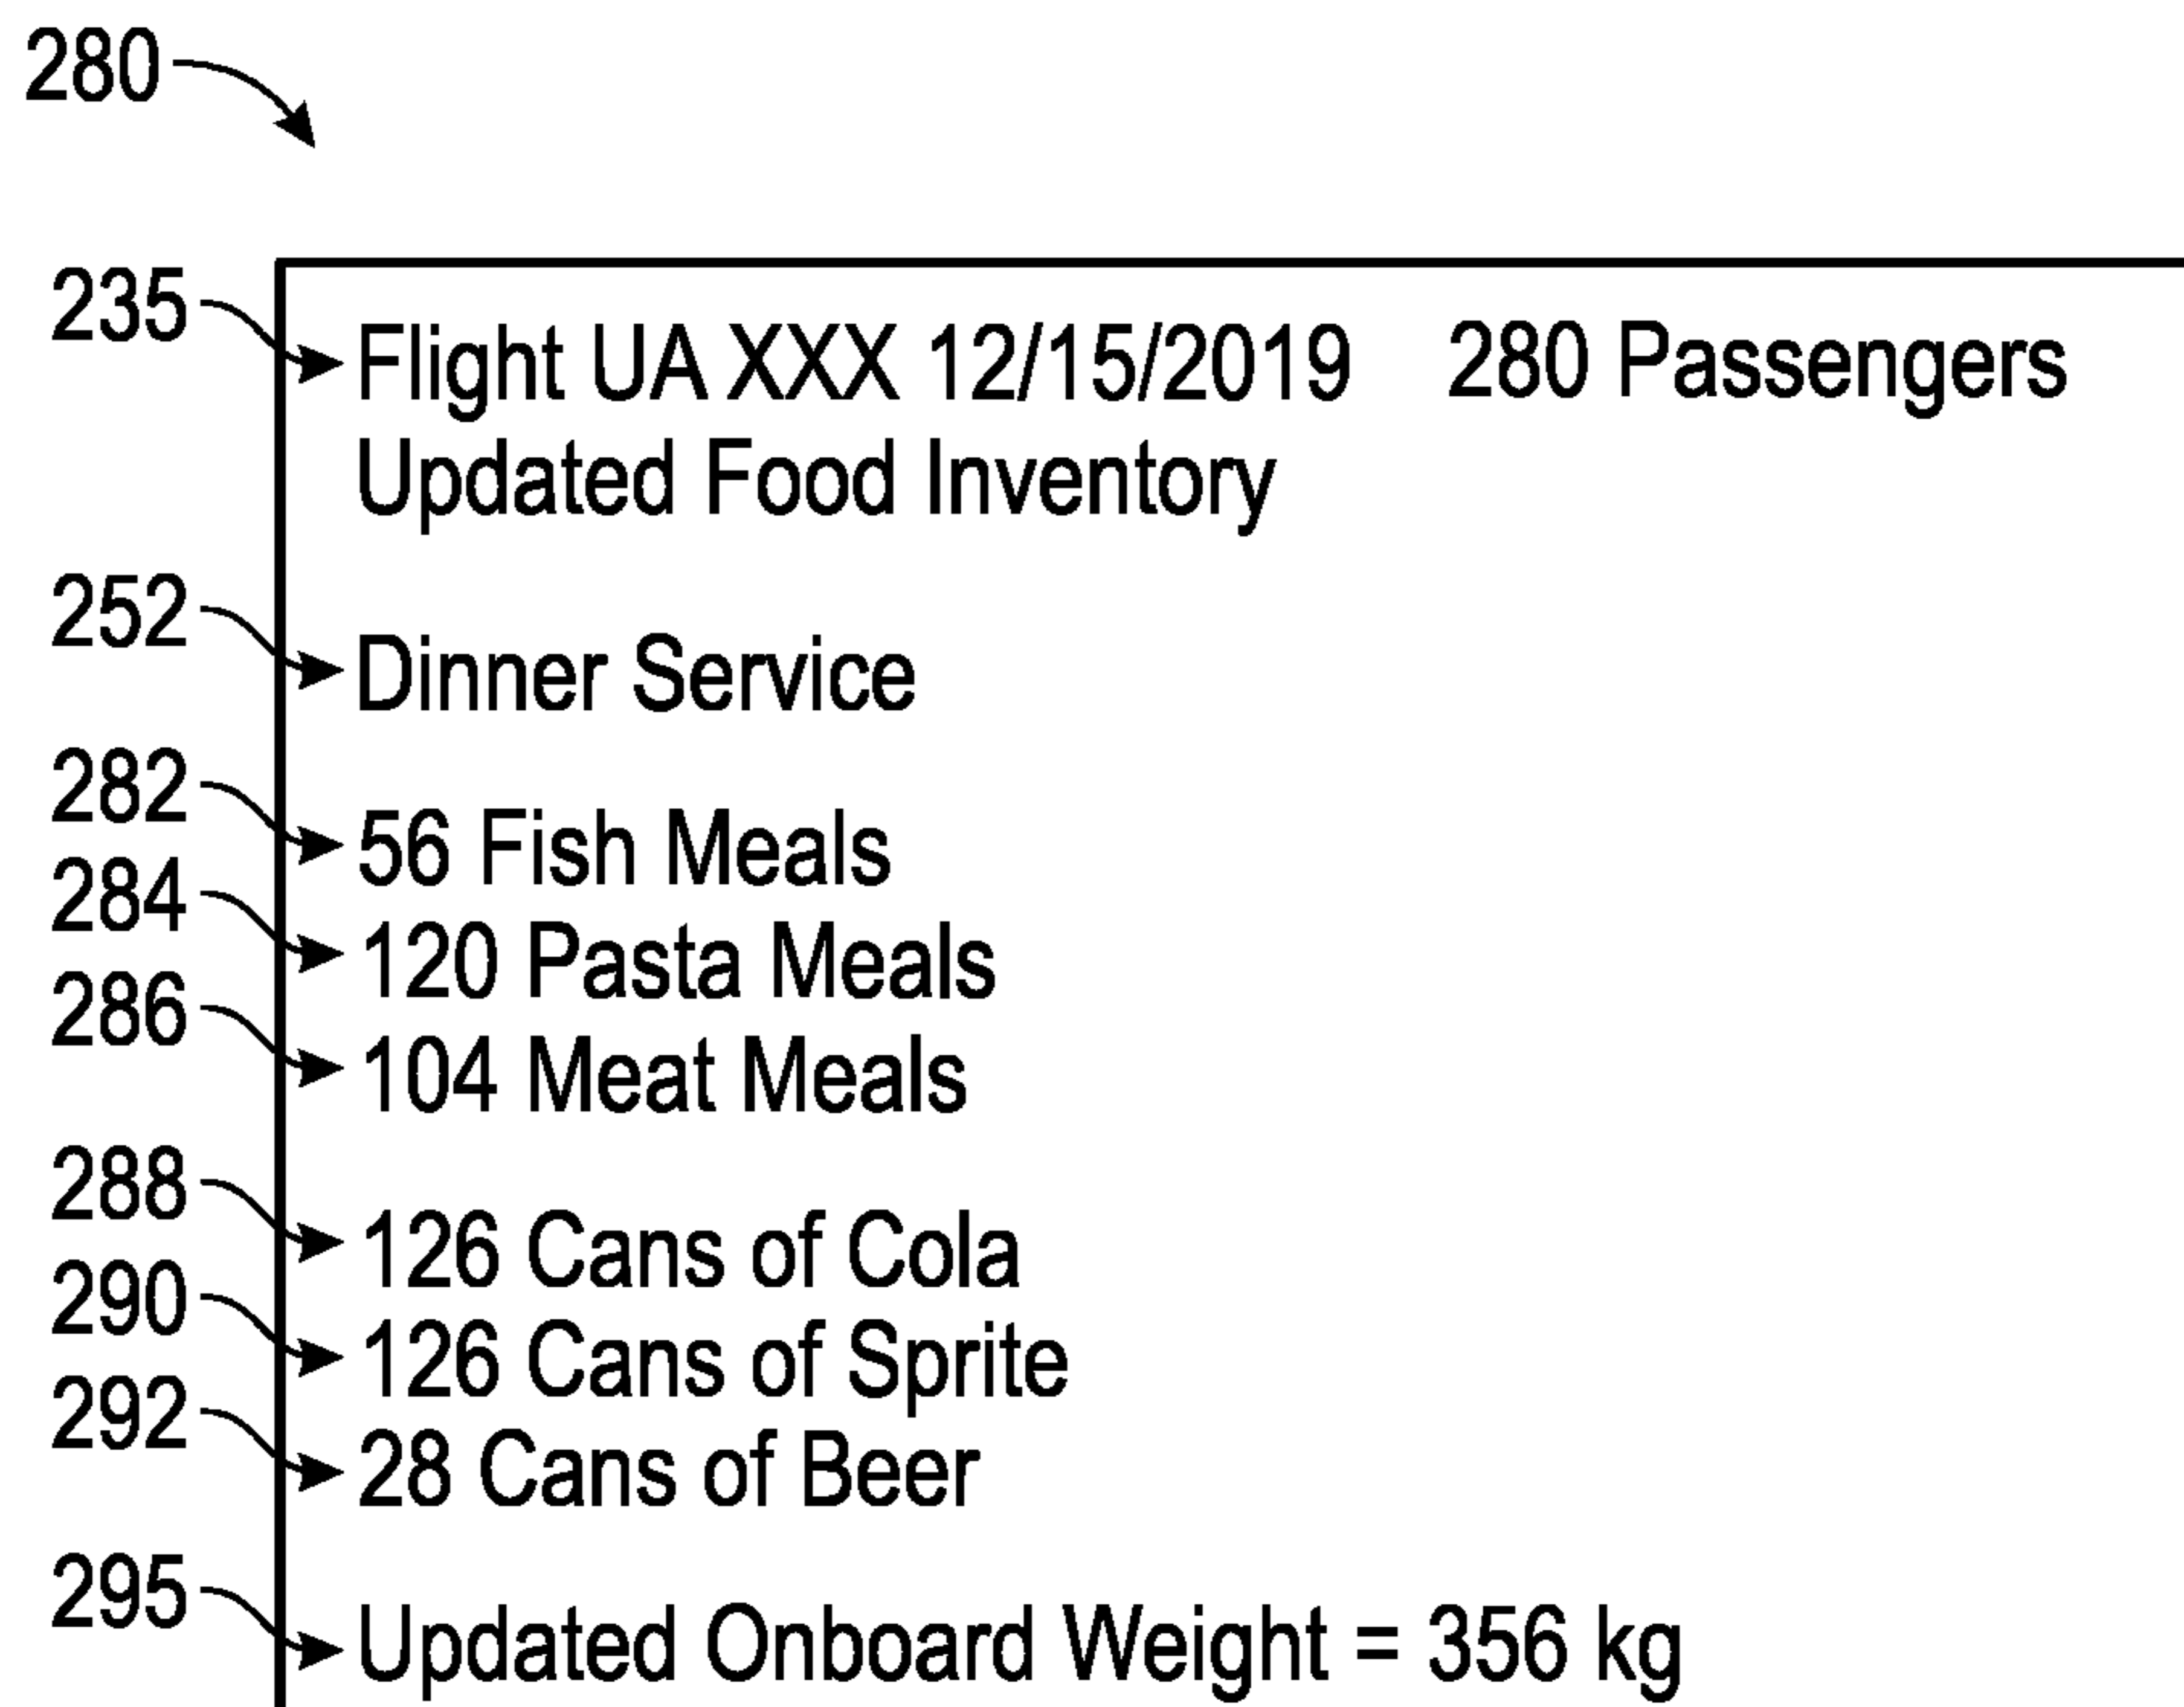 280
235 Flight UA XXX 12/15/2019 280 Passengers
Updated Food Inventory
252 Dinner Service
282 56 Fish Meals
284 120 Pasta Meals
286 104 Meat Meals
288 126 Cans of Cola
290 126 Cans of Sprite
292 28 Cans of Beer
295 Updated Onboard Weight = 356 kg